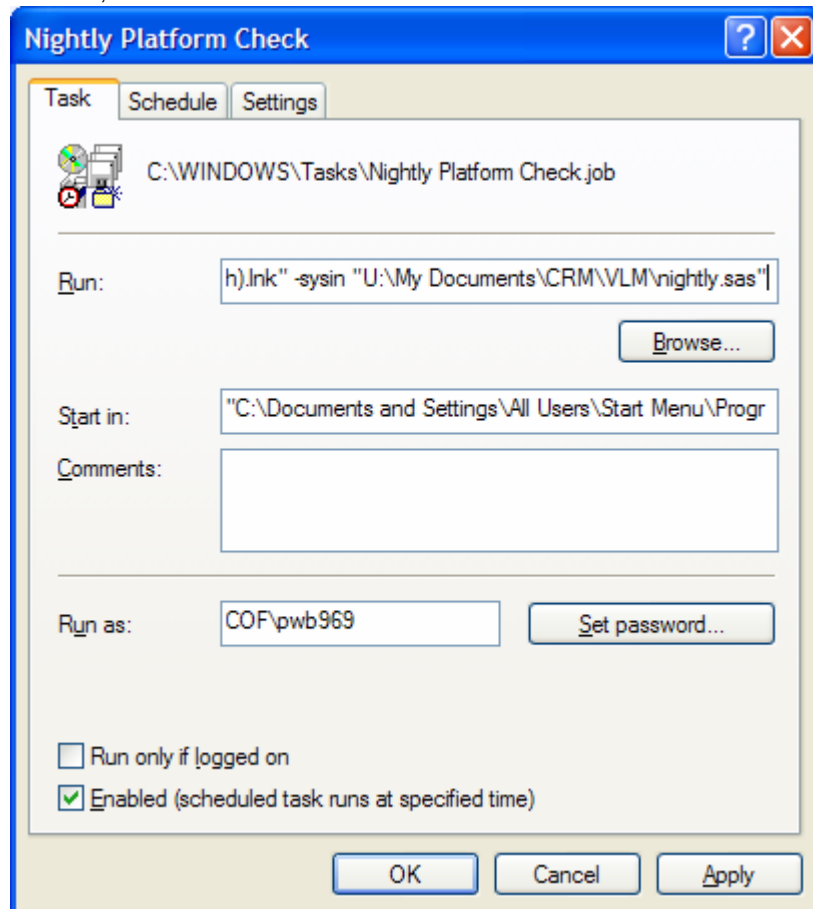 Nightly Platform Check
Task Schedule Settings
C:\WINDOWS\Tasks\Nightly Platform Check.job
Run: h).lnk" -sysin "U:\My Documents\CRM\VLM\nightly.sas"
Browse...
Start in: "C:\Documents and Settings\All Users\Start Menu\Progr
Comments:
Run as: COF\pwb969 Set password...
Run only if logged on
Enabled (scheduled task runs at specified time)
OK Cancel Apply